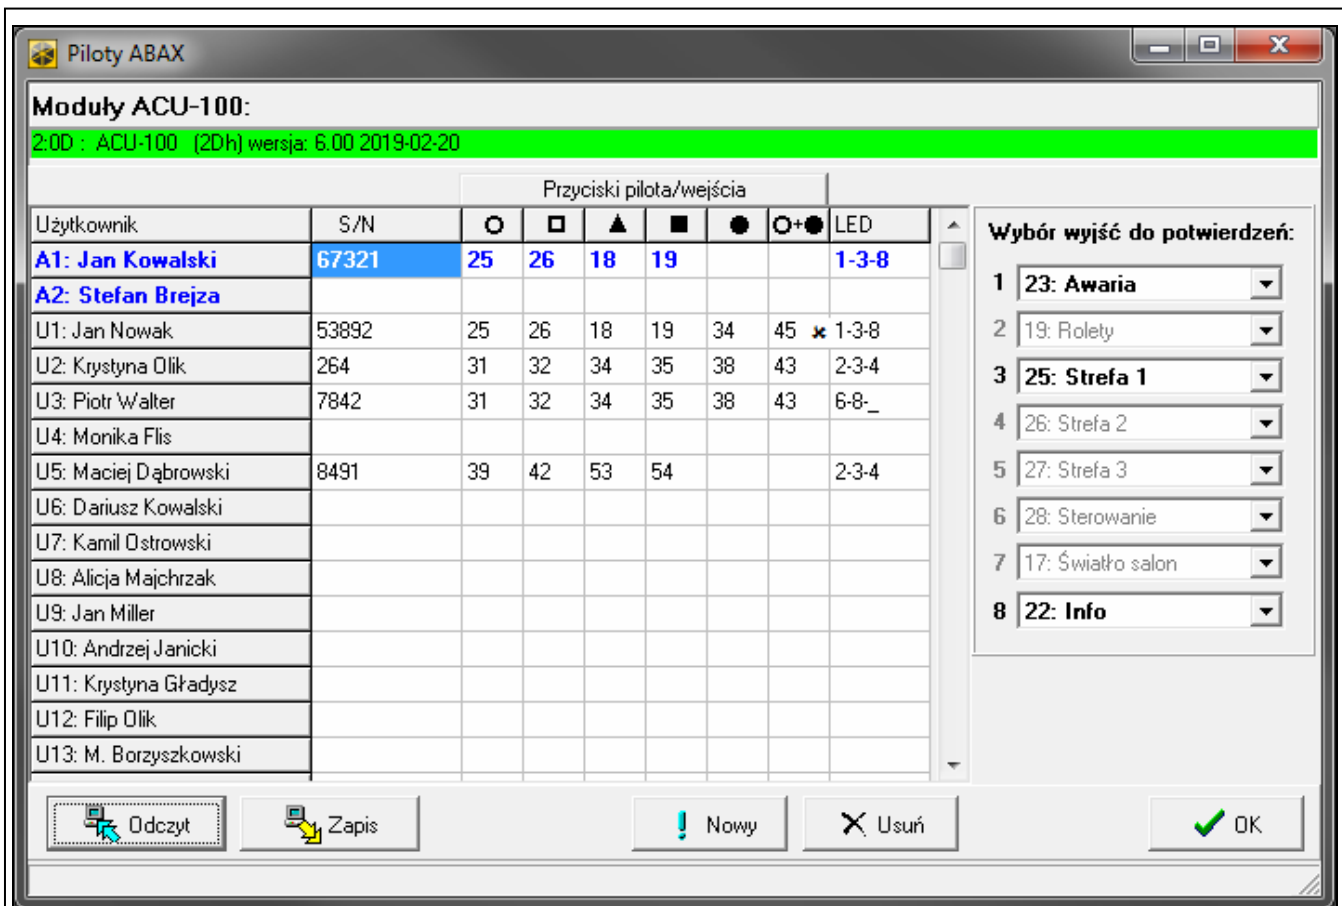 Piloty ABAX
Moduły ACU-100:
2:0D : ACU-100 (2Dh) wersja: 6.00 2019-02-20
Przyciski pilota/wejścia
Użytkownik S/N O+● LED
A1: Jan Kowalski 67321 25 26 18 19 1-3-8
A2: Stefan Brejza
U1: Jan Nowak 53892 25 26 18 19 34 45 1-3-8
U2: Krystyna Olik 264 31 32 34 35 38 43 2-3-4
U3: Piotr Walter 7842 31 32 34 35 38 43 6-8-_
U4: Monika Flis
U5: Maciej Dąbrowski 8491 39 42 53 54 2-3-4
U6: Dariusz Kowalski
U7: Kamil Ostrowski
U8: Alicja Majchrzak
U9: Jan Miller
U10: Andrzej Janicki
U11: Krystyna Gładysz
U12: Filip Olik
U13: M. Borzyszkowski
Wybór wyjść do potwierdzeń:
1 23: Awaria
2 19: Rolety
3 25: Strefa 1
4 26: Strefa 2
5 27: Strefa 3
6 28: Sterowanie
7 17: Światło salon
8 22: Info
Odczyt Zapis Nowy Usuń OK